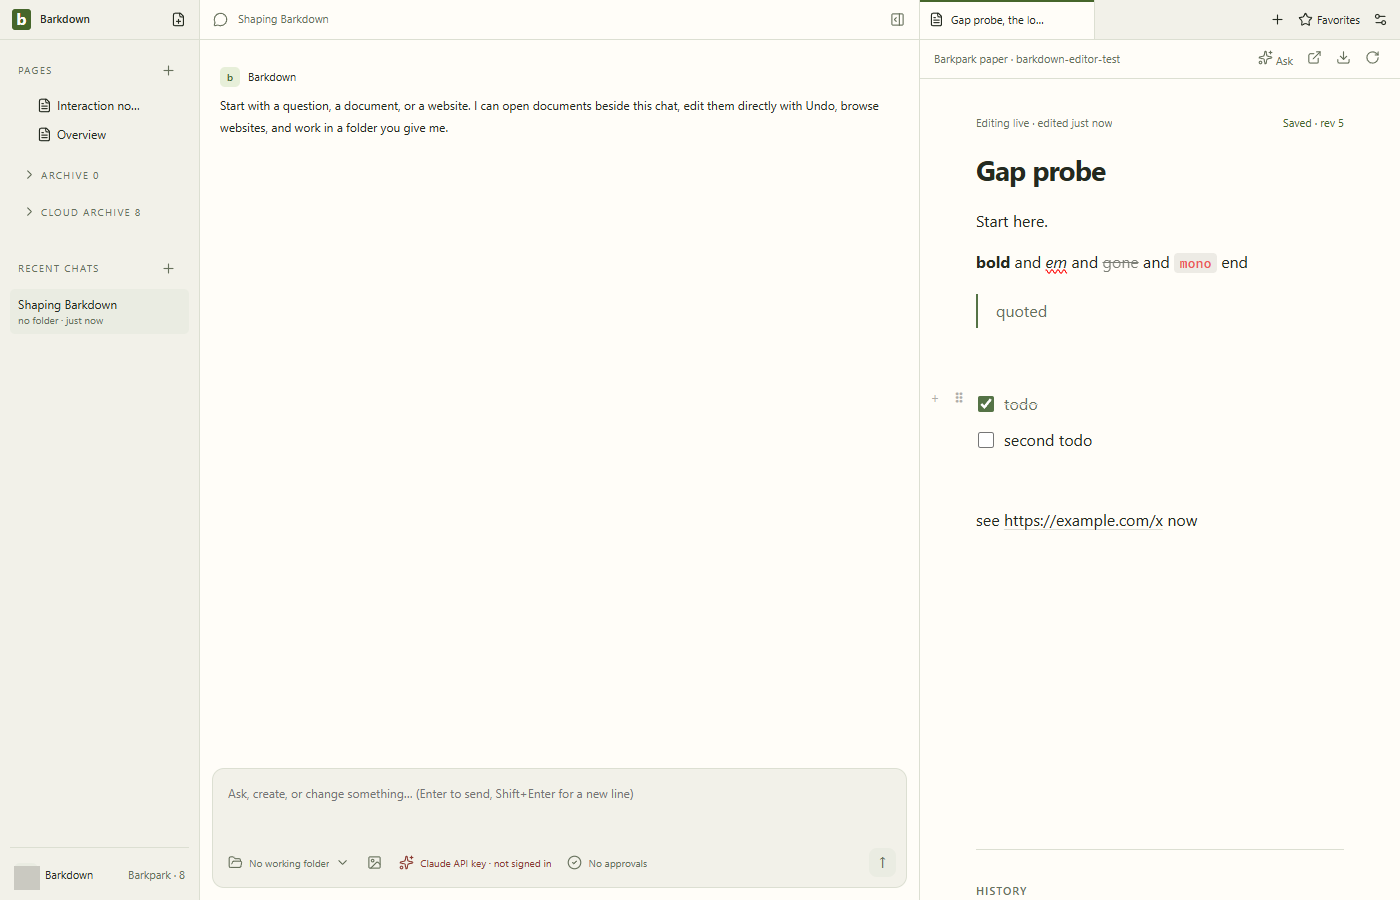 b Barkdown
PAGES
Interaction no...
Overview
ARCHIVE 0
CLOUD ARCHIVE 8
RECENT CHATS
Shaping Barkdown
no folder · just now
Barkdown
Barkpark · 8
Shaping Barkdown
b Barkdown
Start with a question, a document, or a website. I can open documents beside this chat, edit them directly with Undo, browse
websites, and work in a folder you give me.
Ask, create, or change something... (Enter to send, Shift+Enter for a new line)
No working folder
Claude API key · not signed in
No approvals
Gap probe, the lo...
Favorites
Barkpark paper · barkdown-editor-test
Ask
Editing live · edited just now
Saved · rev 5
Gap probe
Start here.
bold and em and gone and mono end
quoted
todo
second todo
see https://example.com/x now
HISTORY